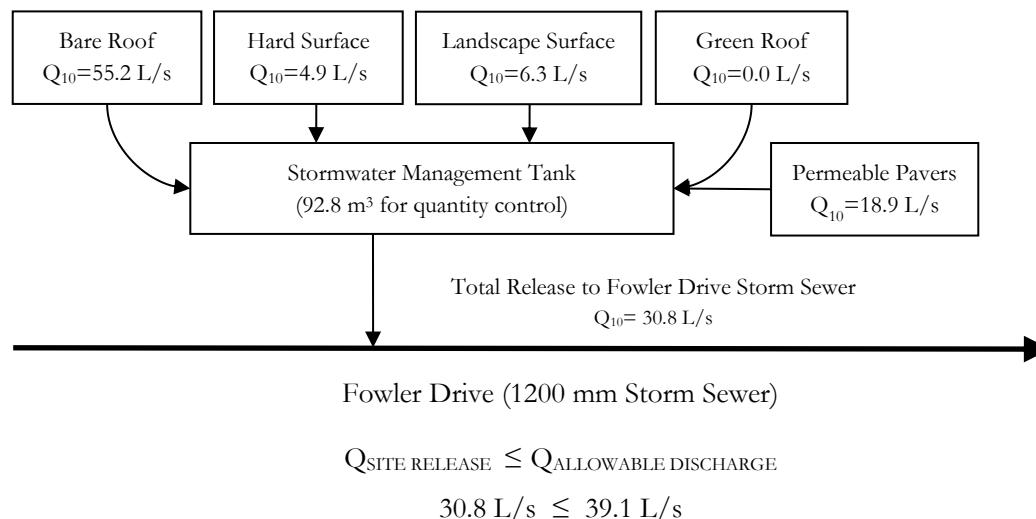 Bare Roof
Q₁₀=55.2 L/s
Hard Surface
Q₁₀=4.9 L/s
Landscape Surface
Q₁₀=6.3 L/s
Green Roof
Q₁₀=0.0 L/s
Stormwater Management Tank
(92.8 m³ for quantity control)
Permeable Pavers
Q₁₀=18.9 L/s
Total Release to Fowler Drive Storm Sewer
Q₁₀= 30.8 L/s
Fowler Drive (1200 mm Storm Sewer)
QSITE RELEASE ≤ QALLOWABLE DISCHARGE
30.8 L/s ≤ 39.1 L/s